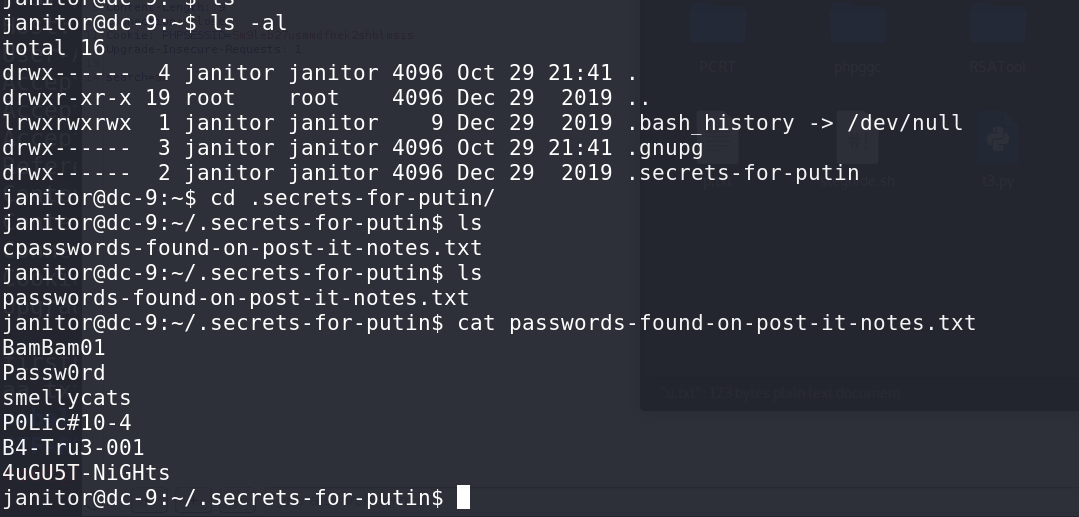 janitor@dc-9:~$ ls
janitor@dc-9:~$ ls -al
total 16
drwx------  4 janitor janitor 4096 Oct 29 21:41 .
drwxr-xr-x 19 root    root    4096 Dec 29  2019 ..
lrwxrwxrwx  1 janitor janitor    9 Dec 29  2019 .bash_history -> /dev/null
drwx------  3 janitor janitor 4096 Oct 29 21:41 .gnupg
drwx------  2 janitor janitor 4096 Dec 29  2019 .secrets-for-putin
janitor@dc-9:~$ cd .secrets-for-putin/
janitor@dc-9:~/.secrets-for-putin$ ls
cpasswords-found-on-post-it-notes.txt
janitor@dc-9:~/.secrets-for-putin$ ls
passwords-found-on-post-it-notes.txt
janitor@dc-9:~/.secrets-for-putin$ cat passwords-found-on-post-it-notes.txt
BamBam01
Passw0rd
smellycats
P0Lic#10-4
B4-Tru3-001
4uGU5T-NiGHts
janitor@dc-9:~/.secrets-for-putin$
PCRT
phpggc
RSATool
t3.py